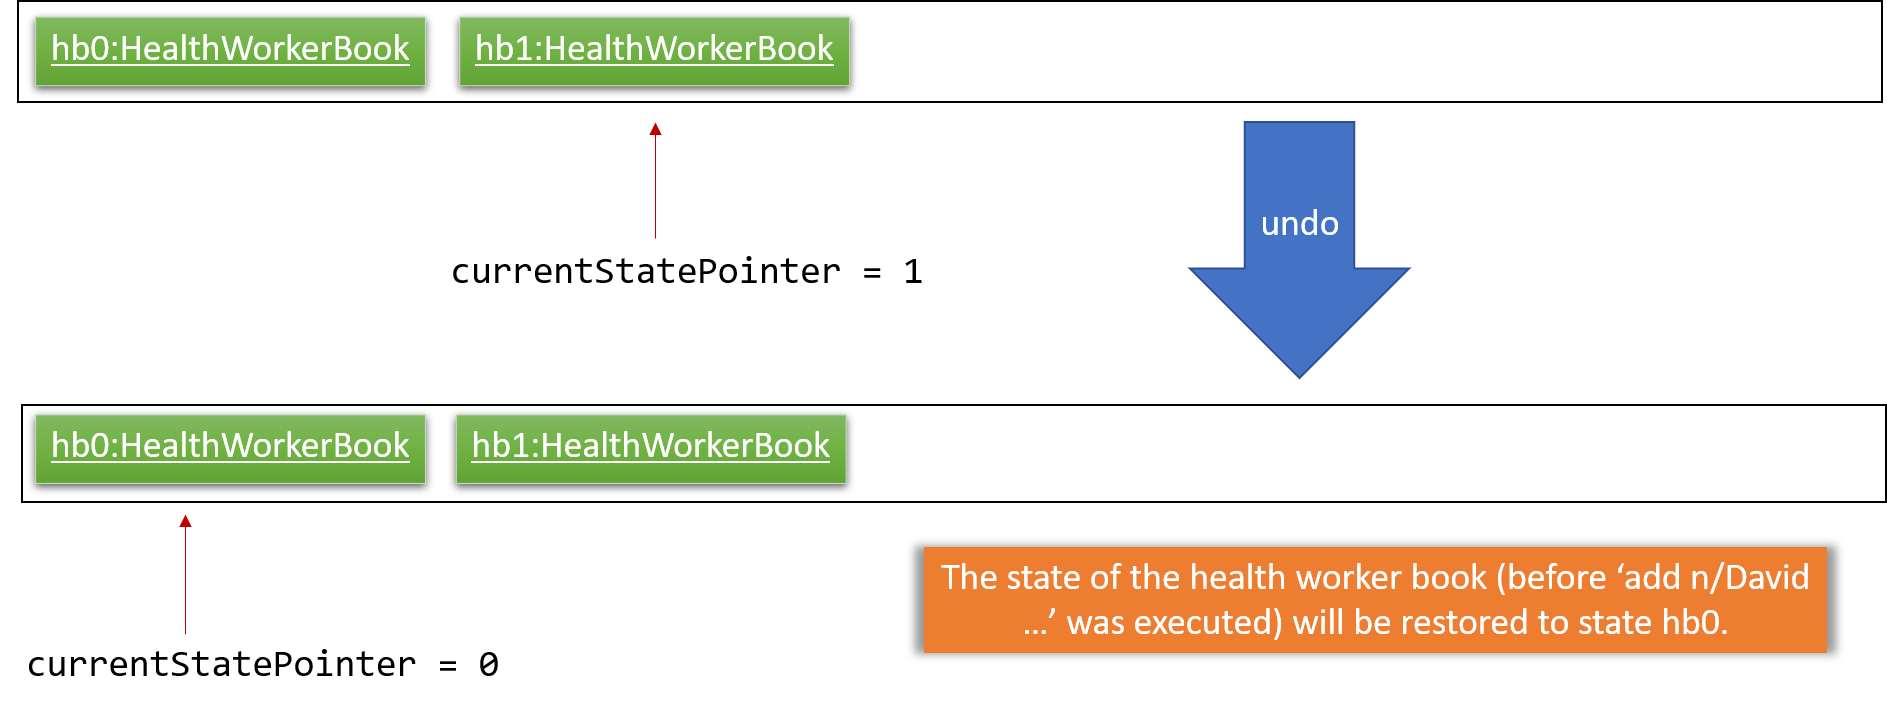 hb0:HealthWorkerBook
hb1:HealthWorkerBook
currentStatePointer = 1
undo
hb0:HealthWorkerBook
hb1:HealthWorkerBook
currentStatePointer = 0
The state of the health worker book (before ‘add n/David
…’ was executed) will be restored to state hb0.